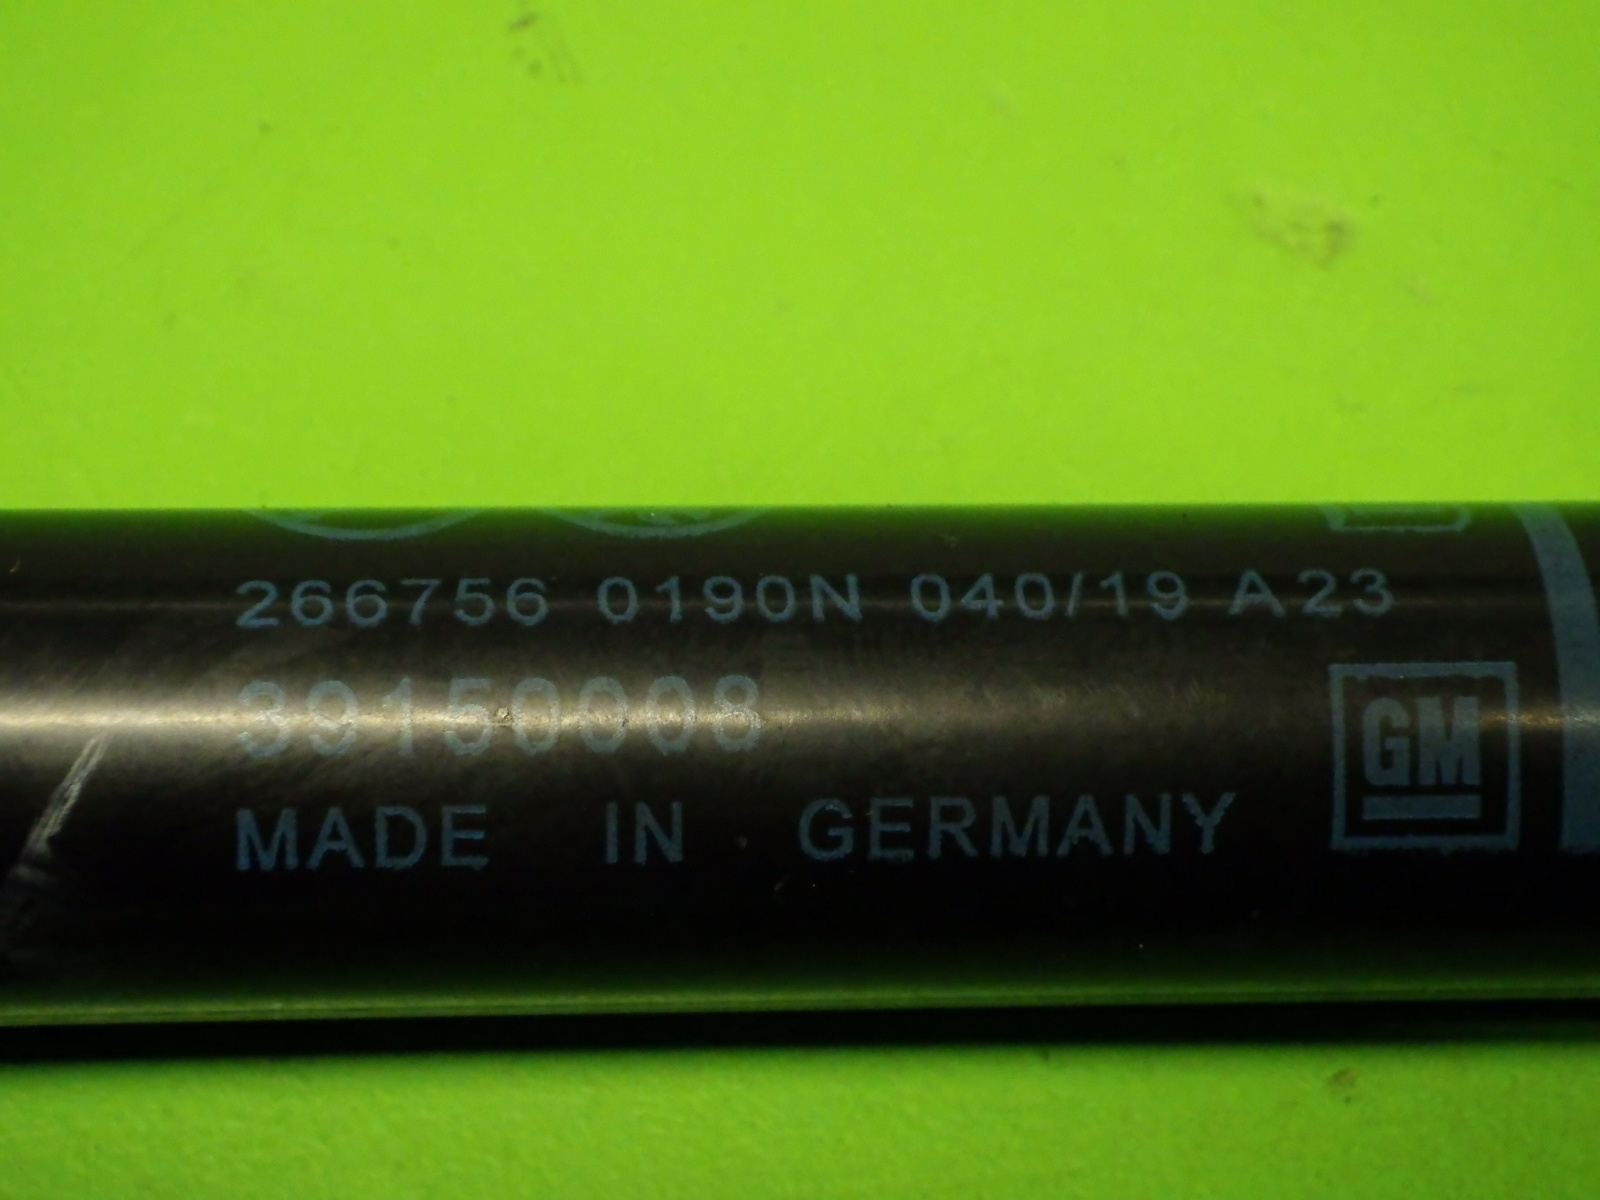 266756 0190N 040/19 A23
39150008
MADE IN GERMANY
GM